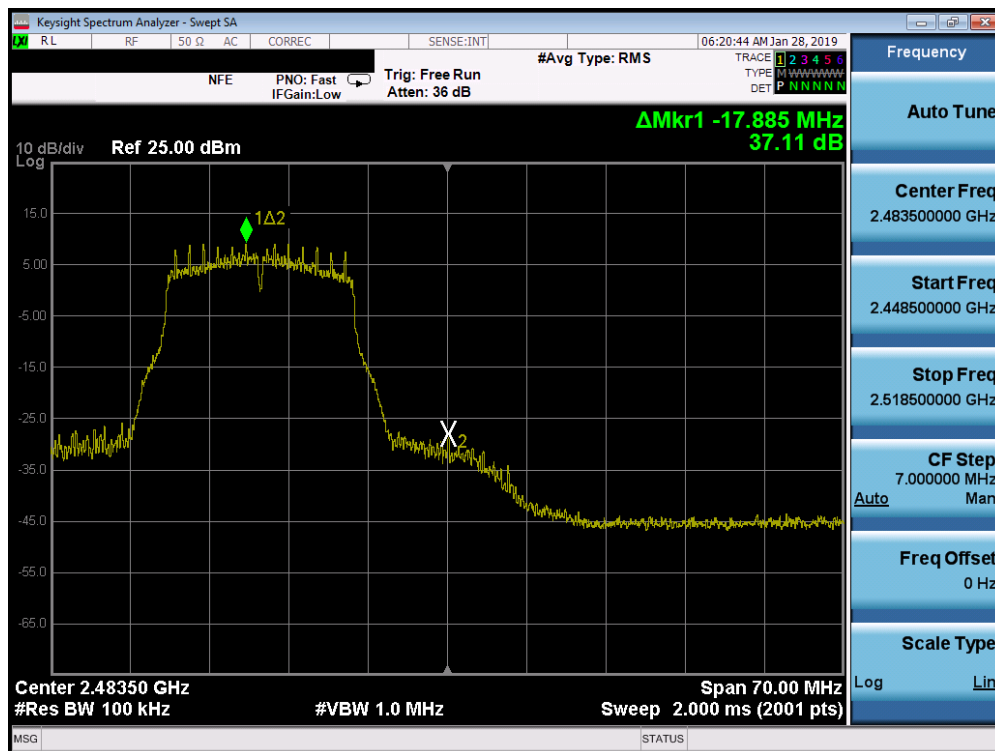 Keysight Spectrum Analyzer - Swept SA
LXI RL RF 50 Ω AC CORREC SENSE:INT 06:20:44 AM Jan 28, 2019
NFE PNO: Fast IFGain:Low Trig: Free Run Atten: 36 dB #Avg Type: RMS
TRACE 1 2 3 4 5 6
TYPE M W W W W W
DET P N N N N N
ΔMkr1 -17.885 MHz
37.11 dB
10 dB/div Ref 25.00 dBm
Log
15.0
1Δ2
5.00
-5.00
-15.0
-25.0
X2
-35.0
-45.0
-55.0
-65.0
Center 2.48350 GHz Span 70.00 MHz
#Res BW 100 kHz #VBW 1.0 MHz Sweep 2.000 ms (2001 pts)
MSG STATUS
Frequency
Auto Tune
Center Freq
2.483500000 GHz
Start Freq
2.448500000 GHz
Stop Freq
2.518500000 GHz
CF Step
7.000000 MHz
Auto Man
Freq Offset
0 Hz
Scale Type
Log Lin